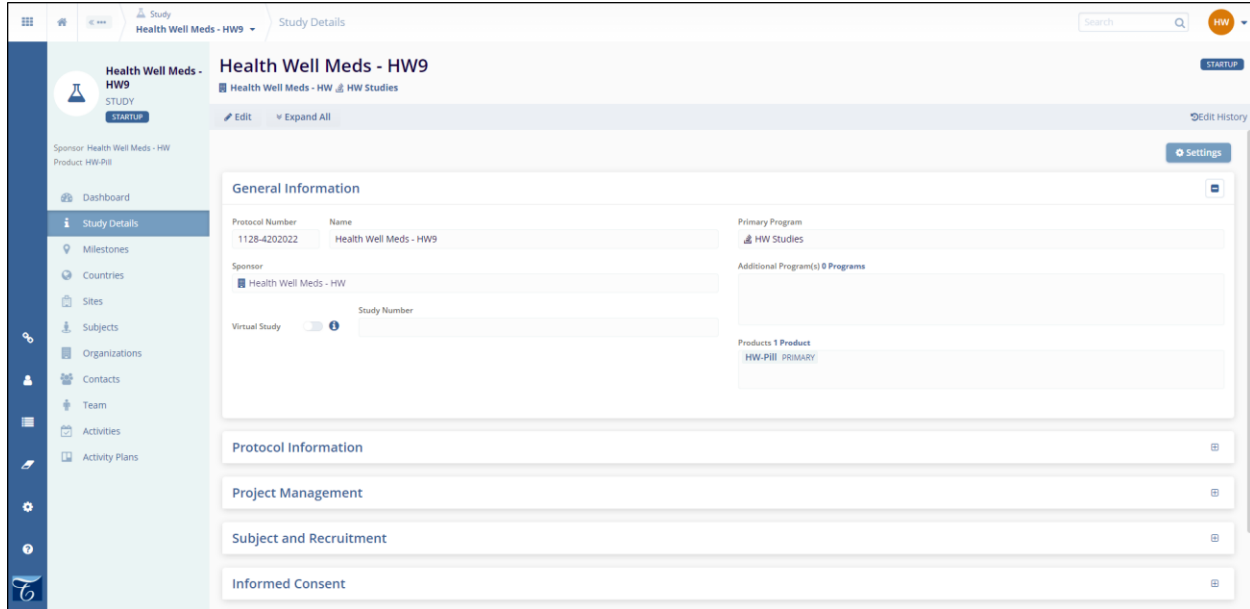 Study
Health Well Meds - HW9
Study Details
Search
HW
Health Well Meds - HW9
STUDY
STARTUP
Sponsor Health Well Meds - HW
Product HW-Pill
Dashboard
Study Details
Milestones
Countries
Sites
Subjects
Organizations
Contacts
Team
Activities
Activity Plans
Health Well Meds - HW9
STARTUP
Health Well Meds - HW HW Studies
Edit Expand All
Edit History
Settings
General Information
Protocol Number Name
1128-4202022 Health Well Meds - HW9
Primary Program
HW Studies
Sponsor
Health Well Meds - HW
Additional Program(s) 0 Programs
Study Number
Virtual Study
Products 1 Product
HW-Pill PRIMARY
Protocol Information
Project Management
Subject and Recruitment
Informed Consent